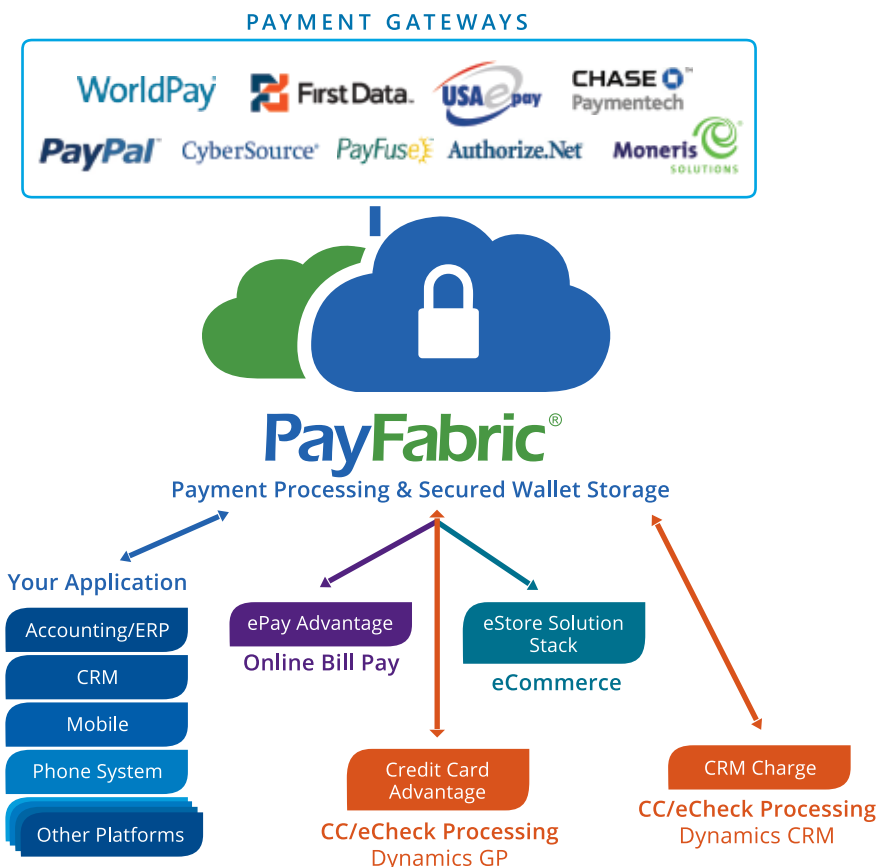 PAYMENT GATEWAYS
WorldPay
First Data.
USA epay
CHASE™
Paymentech
PayPal™
CyberSource®
PayFuse
Authorize.Net
Moneris
SOLUTIONS
PayFabric®
Payment Processing & Secured Wallet Storage
Your Application
Accounting/ERP
CRM
Mobile
Phone System
Other Platforms
ePay Advantage
Online Bill Pay
eStore Solution
Stack
eCommerce
Credit Card
Advantage
CC/eCheck Processing
Dynamics GP
CRM Charge
CC/eCheck Processing
Dynamics CRM